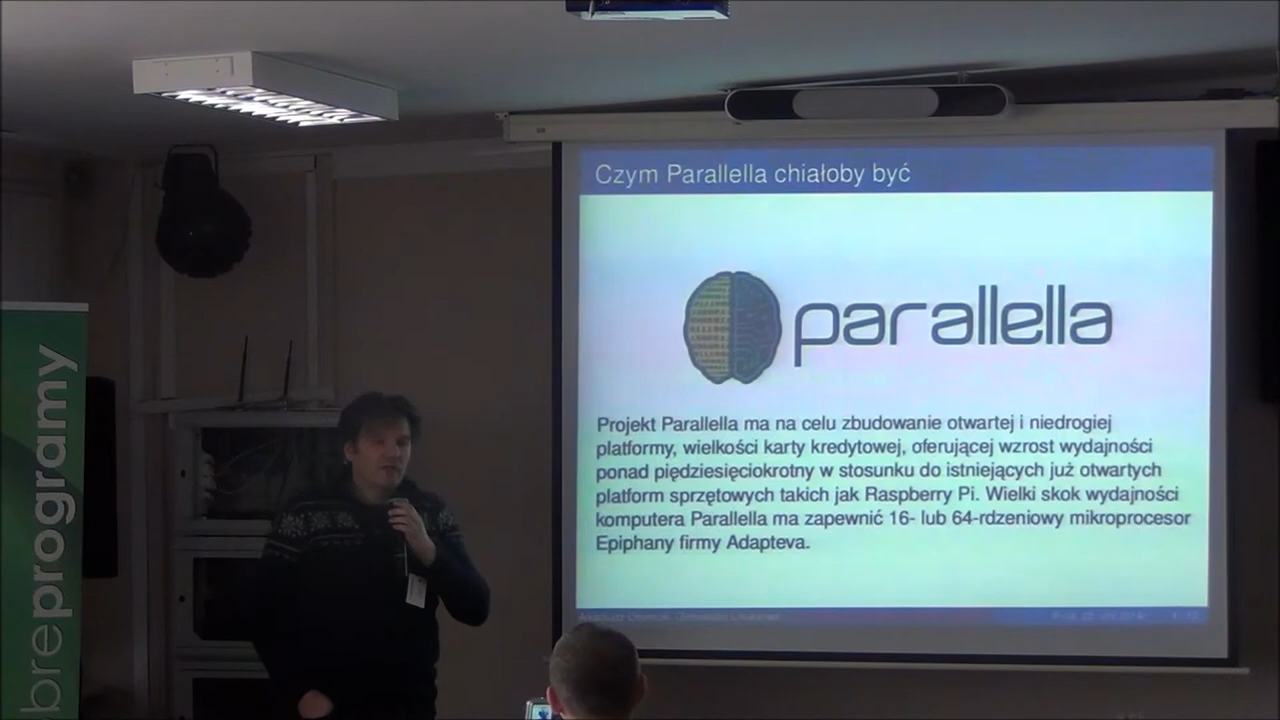 Czym Parallella chiałoby być
parallella
Projekt Parallella ma na celu zbudowanie otwartej i niedrogiej
platformy, wielkości karty kredytowej, oferującej wzrost wydajności
ponad piędziesięciokrotny w stosunku do istniejących już otwartych
platform sprzętowych takich jak Raspberry Pi. Wielki skok wydajności
komputera Parallella ma zapewnić 16- lub 64-rdzeniowy mikroprocesor
Epiphany firmy Adapteva.
breprogramy